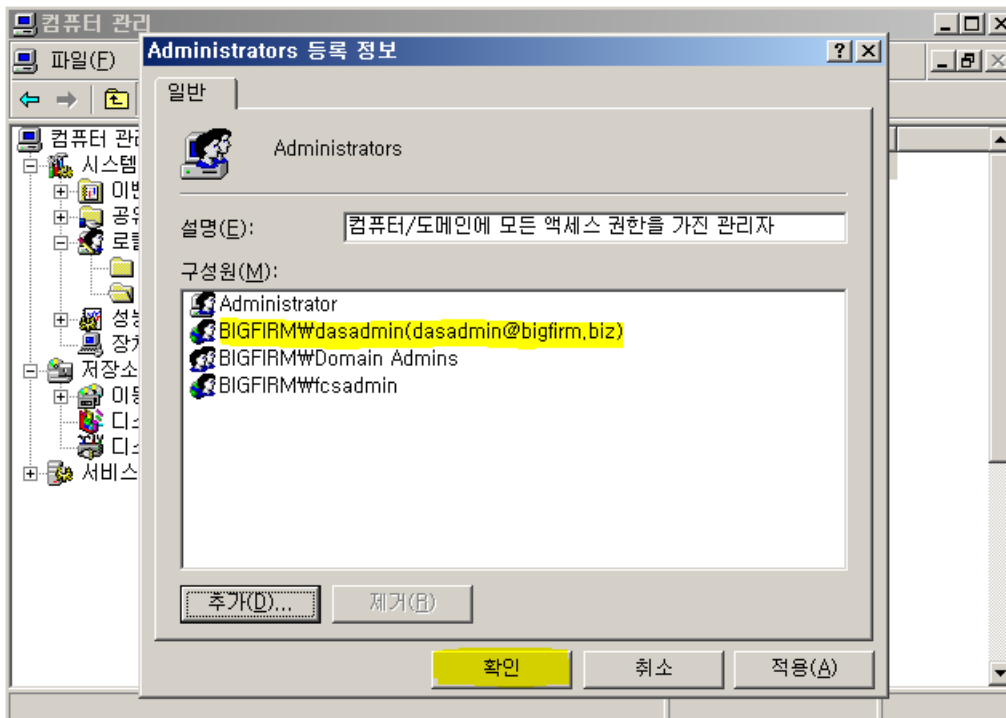 컴퓨터 관리
Administrators 등록 정보
파일(F)
일반
Administrators
설명(E):
컴퓨터/도메인에 모든 액세스 권한을 가진 관리자
구성원(M):
Administrator
BIGFIRM₩dasadmin(dasadmin@bigfirm,biz)
BIGFIRM₩Domain Admins
BIGFIRM₩fcsadmin
추가(D)...
제거(R)
확인
취소
적용(A)
컴퓨터
시스템
저장소
서비스